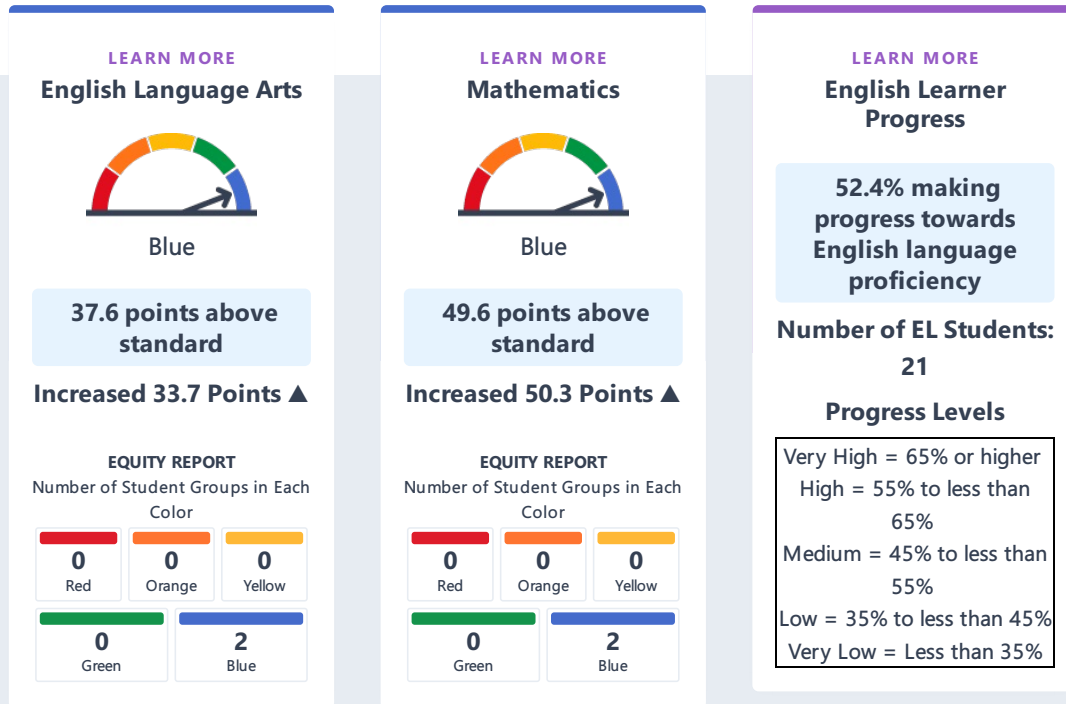 LEARN MORE
English Language Arts
Blue
37.6 points above
standard
Increased 33.7 Points ▲
EQUITY REPORT
Number of Student Groups in Each
Color
0
Red
0
Orange
0
Yellow
0
Green
2
Blue
LEARN MORE
Mathematics
Blue
49.6 points above
standard
Increased 50.3 Points ▲
EQUITY REPORT
Number of Student Groups in Each
Color
0
Red
0
Orange
0
Yellow
0
Green
2
Blue
LEARN MORE
English Learner
Progress
52.4% making
progress towards
English language
proficiency
Number of EL Students:
21
Progress Levels
Very High = 65% or higher
High = 55% to less than
65%
Medium = 45% to less than
55%
Low = 35% to less than 45%
Very Low = Less than 35%